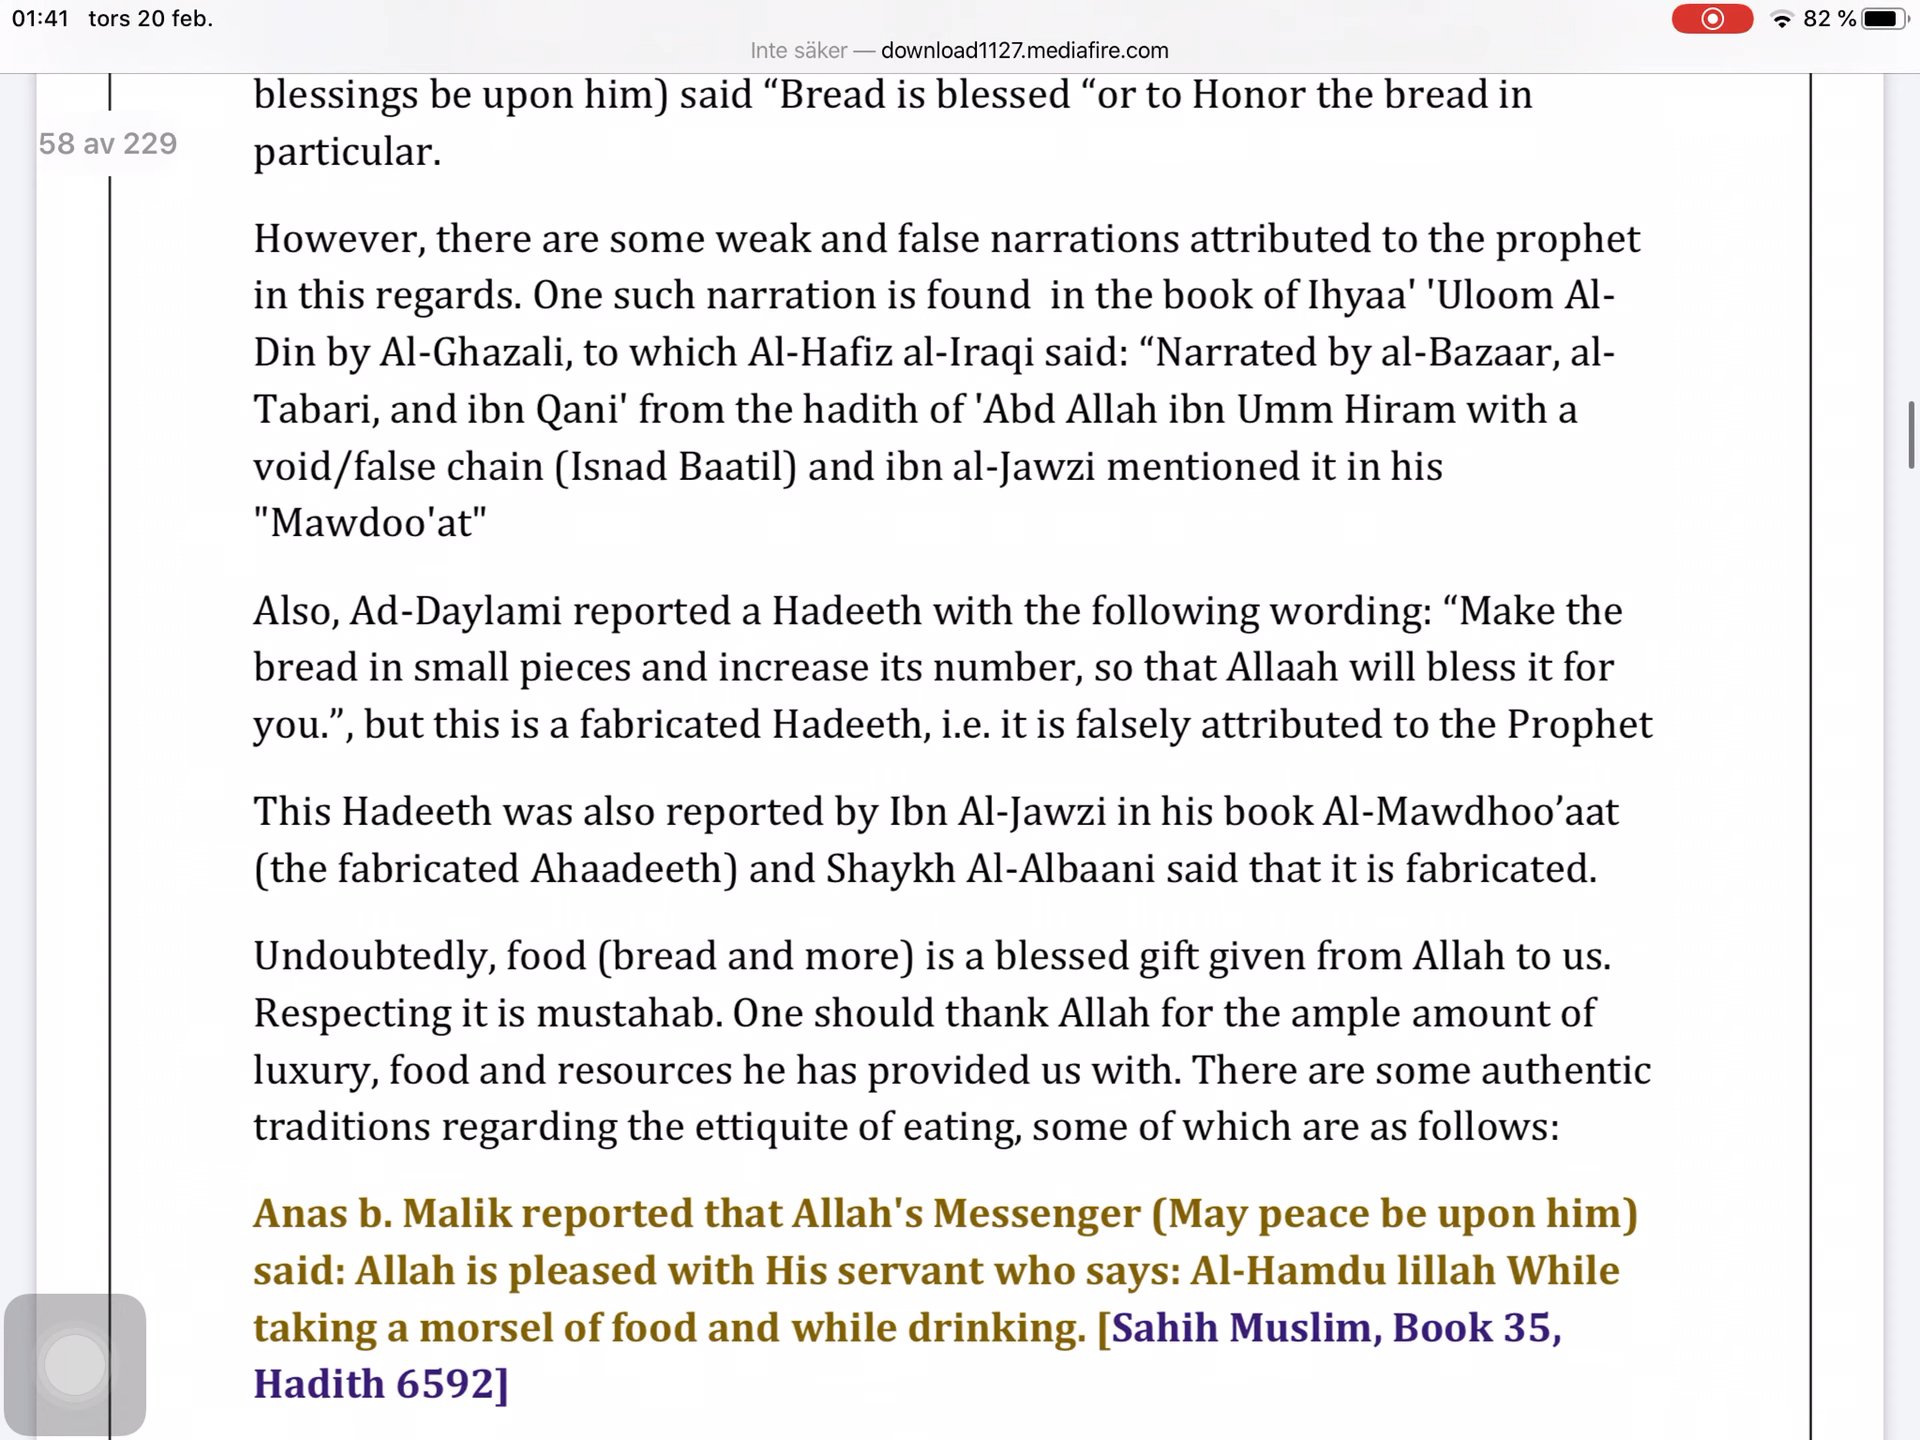 01:41 tors 20 feb.
82 %
Inte säker — download1127.mediafire.com
58 av 229
blessings be upon him) said “Bread is blessed “or to Honor the bread in
particular.
However, there are some weak and false narrations attributed to the prophet
in this regards. One such narration is found  in the book of Ihyaa' 'Uloom Al-
Din by Al-Ghazali, to which Al-Hafiz al-Iraqi said: “Narrated by al-Bazaar, al-
Tabari, and ibn Qani' from the hadith of 'Abd Allah ibn Umm Hiram with a
void/false chain (Isnad Baatil) and ibn al-Jawzi mentioned it in his
"Mawdoo'at"
Also, Ad-Daylami reported a Hadeeth with the following wording: “Make the
bread in small pieces and increase its number, so that Allaah will bless it for
you.”, but this is a fabricated Hadeeth, i.e. it is falsely attributed to the Prophet
This Hadeeth was also reported by Ibn Al-Jawzi in his book Al-Mawdhoo’aat
(the fabricated Ahaadeeth) and Shaykh Al-Albaani said that it is fabricated.
Undoubtedly, food (bread and more) is a blessed gift given from Allah to us.
Respecting it is mustahab. One should thank Allah for the ample amount of
luxury, food and resources he has provided us with. There are some authentic
traditions regarding the ettiquite of eating, some of which are as follows:
Anas b. Malik reported that Allah's Messenger (May peace be upon him)
said: Allah is pleased with His servant who says: Al-Hamdu lillah While
taking a morsel of food and while drinking. [Sahih Muslim, Book 35,
Hadith 6592]